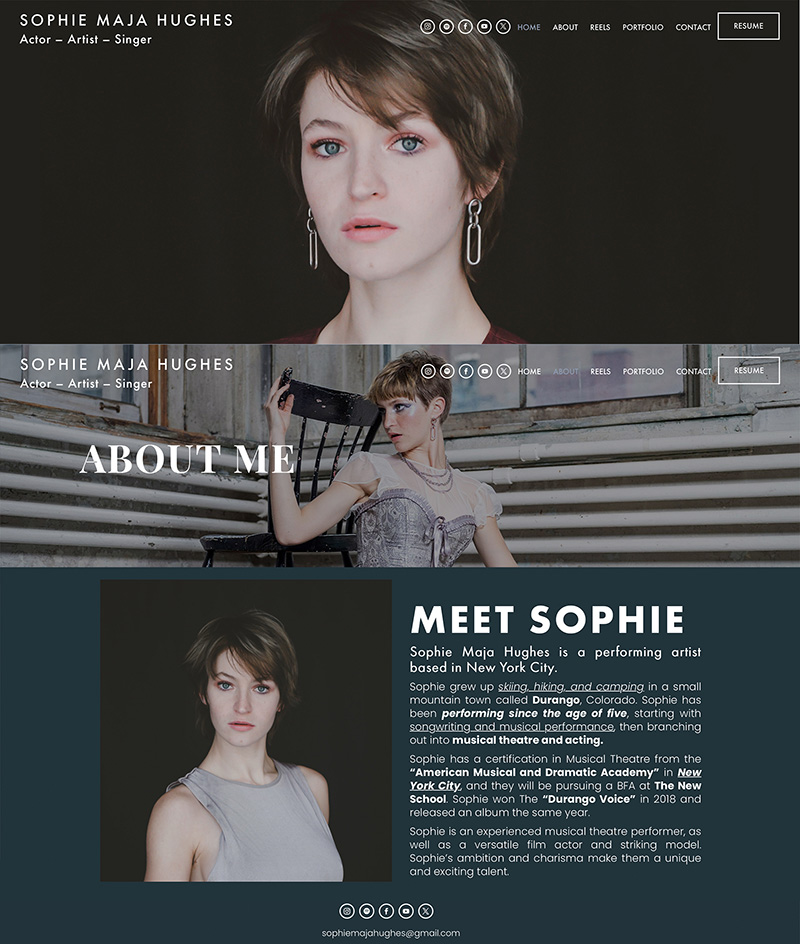 SOPHIE MAJA HUGHES
Actor – Artist – Singer
HOME ABOUT REELS PORTFOLIO CONTACT RESUME
SOPHIE MAJA HUGHES
Actor – Artist – Singer
HOME ABOUT REELS PORTFOLIO CONTACT RESUME
ABOUT ME
MEET SOPHIE
Sophie Maja Hughes is a performing artist
based in New York City.
Sophie grew up skiing, hiking, and camping in a small
mountain town called Durango, Colorado. Sophie has
been performing since the age of five, starting with
songwriting and musical performance, then branching
out into musical theatre and acting.
Sophie has a certification in Musical Theatre from the
“American Musical and Dramatic Academy” in New
York City, and they will be pursuing a BFA at The New
School. Sophie won The “Durango Voice” in 2018 and
released an album the same year.
Sophie is an experienced musical theatre performer, as
well as a versatile film actor and striking model.
Sophie’s ambition and charisma make them a unique
and exciting talent.
sophiemajahughes@gmail.com